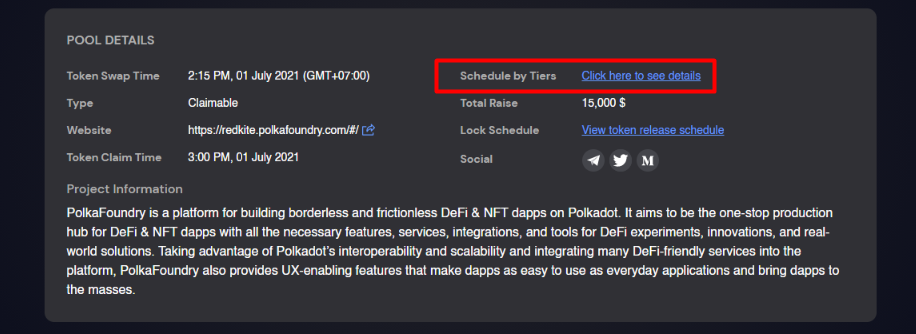 POOL DETAILS
Token Swap Time 2:15 PM, 01 July 2021 (GMT+07:00) Schedule by Tiers Click here to see details
Type Claimable Total Raise 15,000 $
Website https://redkite.polkafoundry.com/#/ Lock Schedule View token release schedule
Token Claim Time 3:00 PM, 01 July 2021 Social
Project Information
PolkaFoundry is a platform for building borderless and frictionless DeFi & NFT dapps on Polkadot. It aims to be the one-stop production
hub for DeFi & NFT dapps with all the necessary features, services, integrations, and tools for DeFi experiments, innovations, and real-
world solutions. Taking advantage of Polkadot's interoperability and scalability and integrating many DeFi-friendly services into the
platform, PolkaFoundry also provides UX-enabling features that make dapps as easy to use as everyday applications and bring dapps to
the masses.